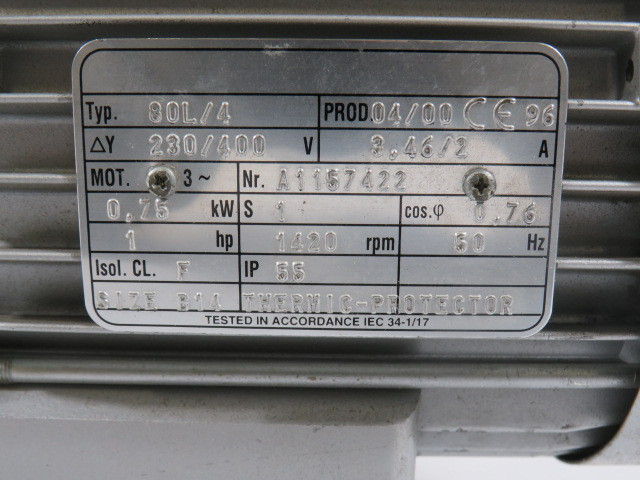 Typ. 80L/4 PROD. 04/00 CE 96
ΔY 230/400 V 3,46/2 A
MOT. 3~ Nr. A1157422
0,75 kW S 1 cos.φ 0,76
1 hp 1420 rpm 50 Hz
Isol. CL. F IP 55
SIZE B14 THERMIC-PROTECTOR
TESTED IN ACCORDANCE IEC 34-1/17